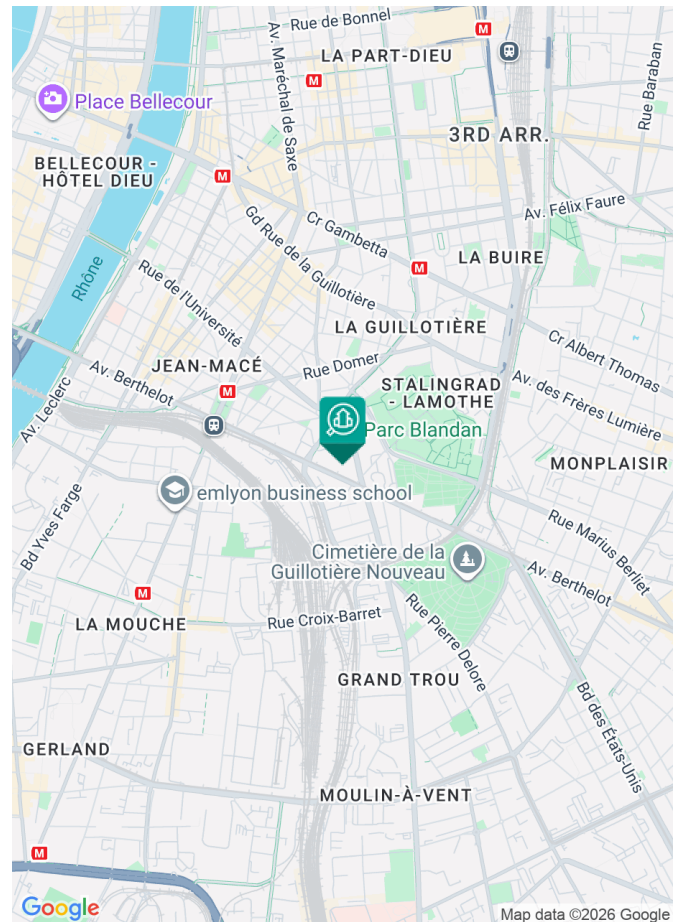 Rue de Bonnel
LA PART-DIEU
Av. Maréchal de Saxe
Rue Baraban
M
M
Place Bellecour
3RD ARR.
BELLECOUR -
HÔTEL DIEU
M
Av. Félix Faure
Cr Gambetta
Gd Rue de la Guillotière
LA BUIRE
M
Rhône
Rue de l'Université
LA GUILLOTIÈRE
Cr Albert Thomas
Rue Domer
JEAN-MACÉ
Av. Berthelot
M
STALINGRAD
- LAMOTHE
Av. des Frères Lumière
Av. Leclerc
Parc Blandan
MONPLAISIR
emlyon business school
Bd Yves Farge
Rue Marius Berliet
Cimetière de la
Guillotière Nouveau
Av. Berthelot
M
LA MOUCHE
Rue Croix-Barret
Rue Pierre Delore
GRAND TROU
Bd des États-Unis
GERLAND
MOULIN-À-VENT
M
Google
Map data ©2026 Google